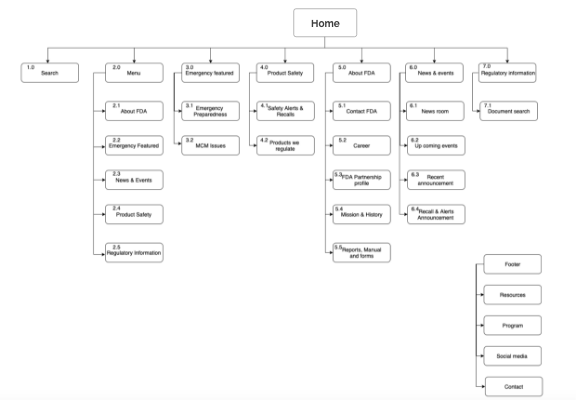 Home
1.0
Search
2.0
Menu
3.0
Emergency featured
4.0
Product Safety
5.0
About FDA
6.0
News & events
7.0
Regulatory information
2.1
About FDA
3.1
Emergency
Preparedness
4.1
Safety Alerts &
Recalls
5.1
Contact FDA
6.1
News room
7.1
Document search
2.2
Emergency Featured
3.2
MCM Issues
4.2
Products we
regulate
5.2
Career
6.2
Up coming events
2.3
News & Events
5.3
FDA Partnership
profile
6.3
Recent
announcement
2.4
Product Safety
5.4
Mission & History
6.4
Recall & Alerts
Announcement
2.5
Regulatory Information
5.5
Reports, Manual
and forms
Footer
Resources
Program
Social media
Contact